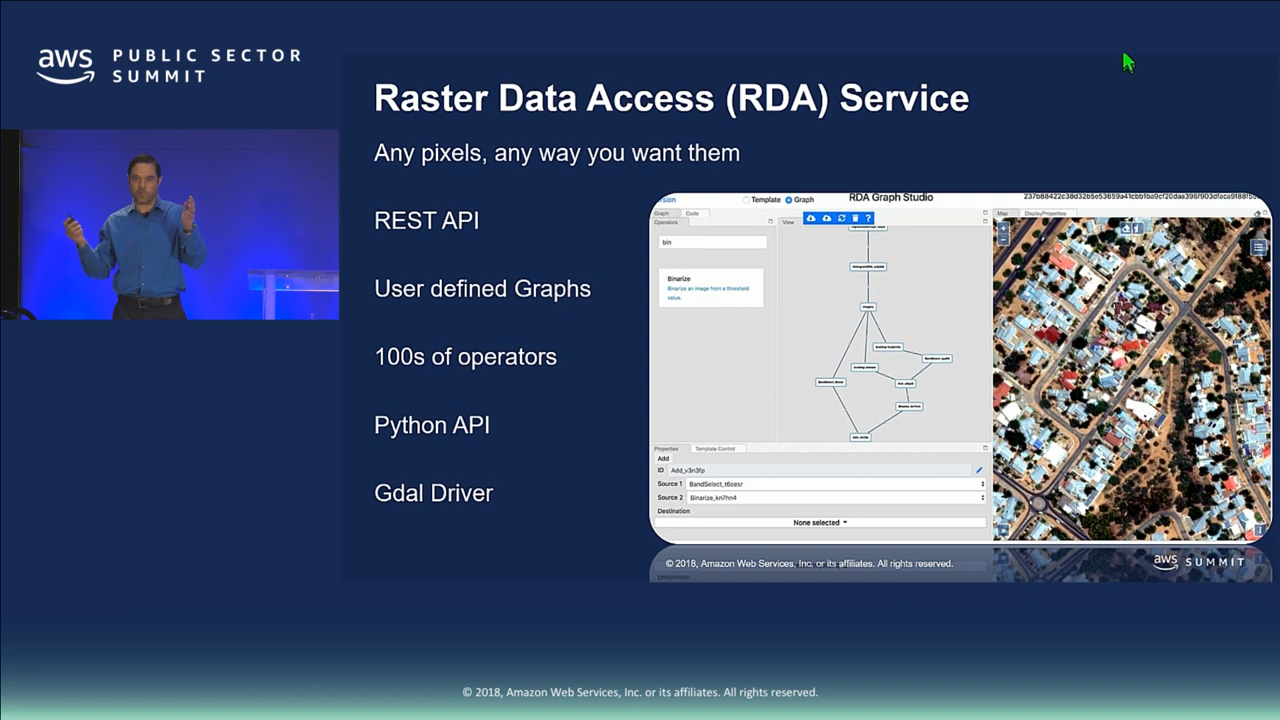 aws
PUBLIC SECTOR
SUMMIT
Raster Data Access (RDA) Service
Any pixels, any way you want them
REST API
User defined Graphs
100s of operators
Python API
Gdal Driver
Template
Graph
RDA Graph Studio
Graph
Code
Operators
View
Map
DisplayProperties
bin
Binarize
Binarize an image from a threshold
value.
Properties
Template Control
Add
ID
Add_v3n3fp
Source 1
BandSelect_t6cesr
Source 2
Binarize_kn7hn4
Destination
None selected
© 2018, Amazon Web Services, Inc. or its affiliates. All rights reserved.
aws SUMMIT
© 2018, Amazon Web Services, Inc. or its affiliates. All rights reserved.